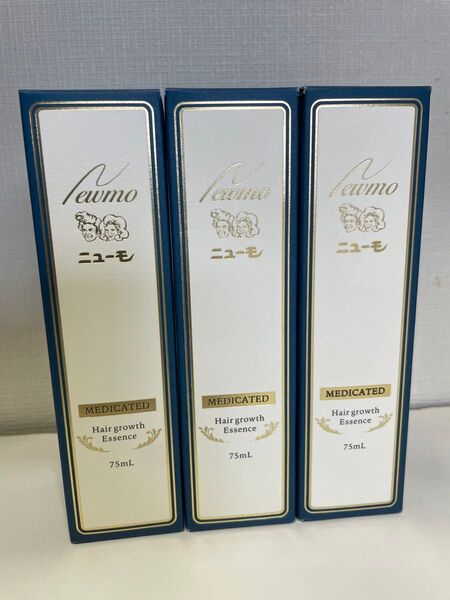 Newmo
ニューモ
MEDICATED
Hair growth
Essence
75mL
Newmo
ニューモ
MEDICATED
Hair growth
Essence
75mL
Newmo
ニューモ
MEDICATED
Hair growth
Essence
75mL